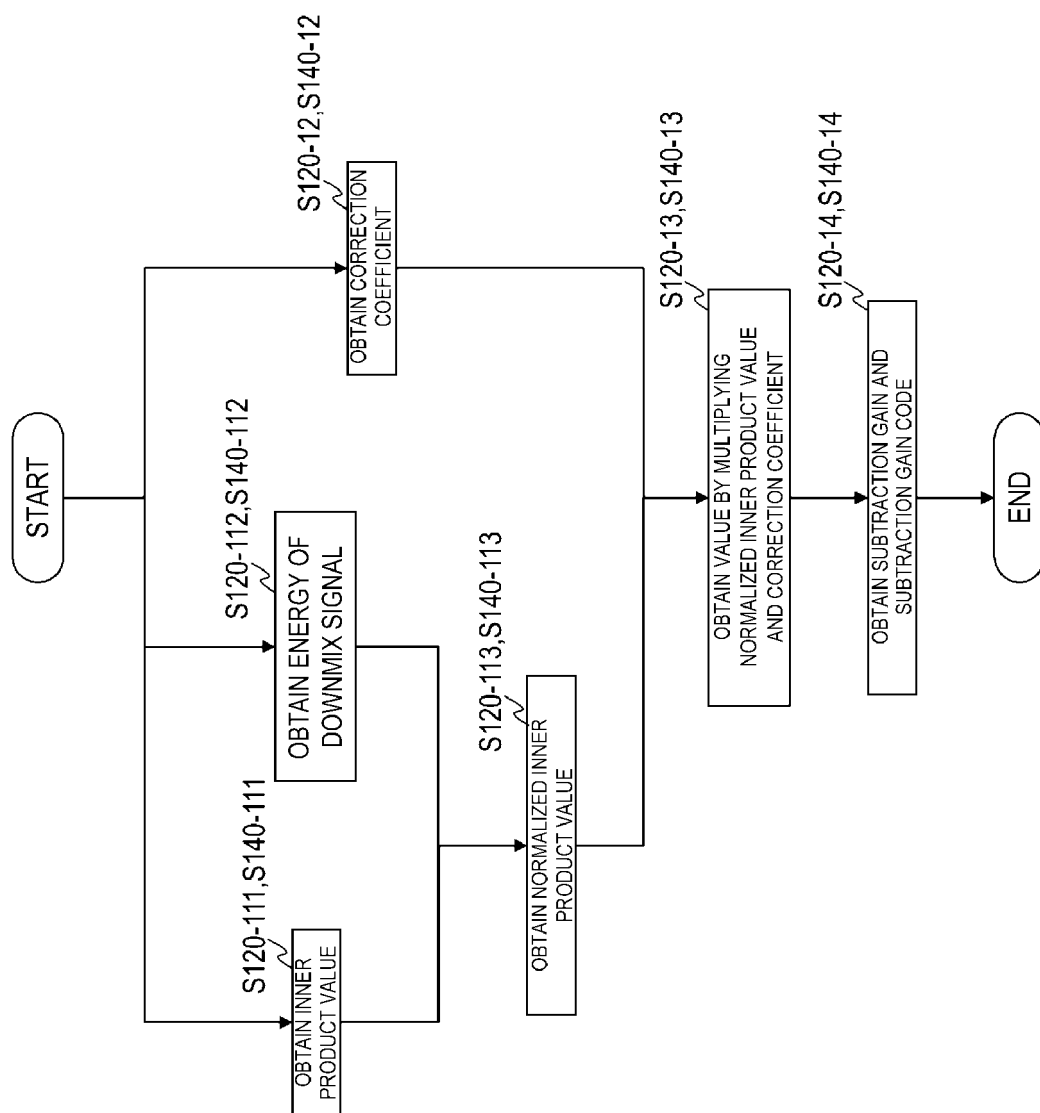 START
S120-111,S140-111
OBTAIN INNER
PRODUCT VALUE
S120-112,S140-112
OBTAIN ENERGY OF
DOWNMIX SIGNAL
S120-12,S140-12
OBTAIN CORRECTION
COEFFICIENT
S120-113,S140-113
OBTAIN NORMALIZED INNER
PRODUCT VALUE
S120-13,S140-13
OBTAIN VALUE BY MULTIPLYING
NORMALIZED INNER PRODUCT VALUE
AND CORRECTION COEFFICIENT
S120-14,S140-14
OBTAIN SUBTRACTION GAIN AND
SUBTRACTION GAIN CODE
END